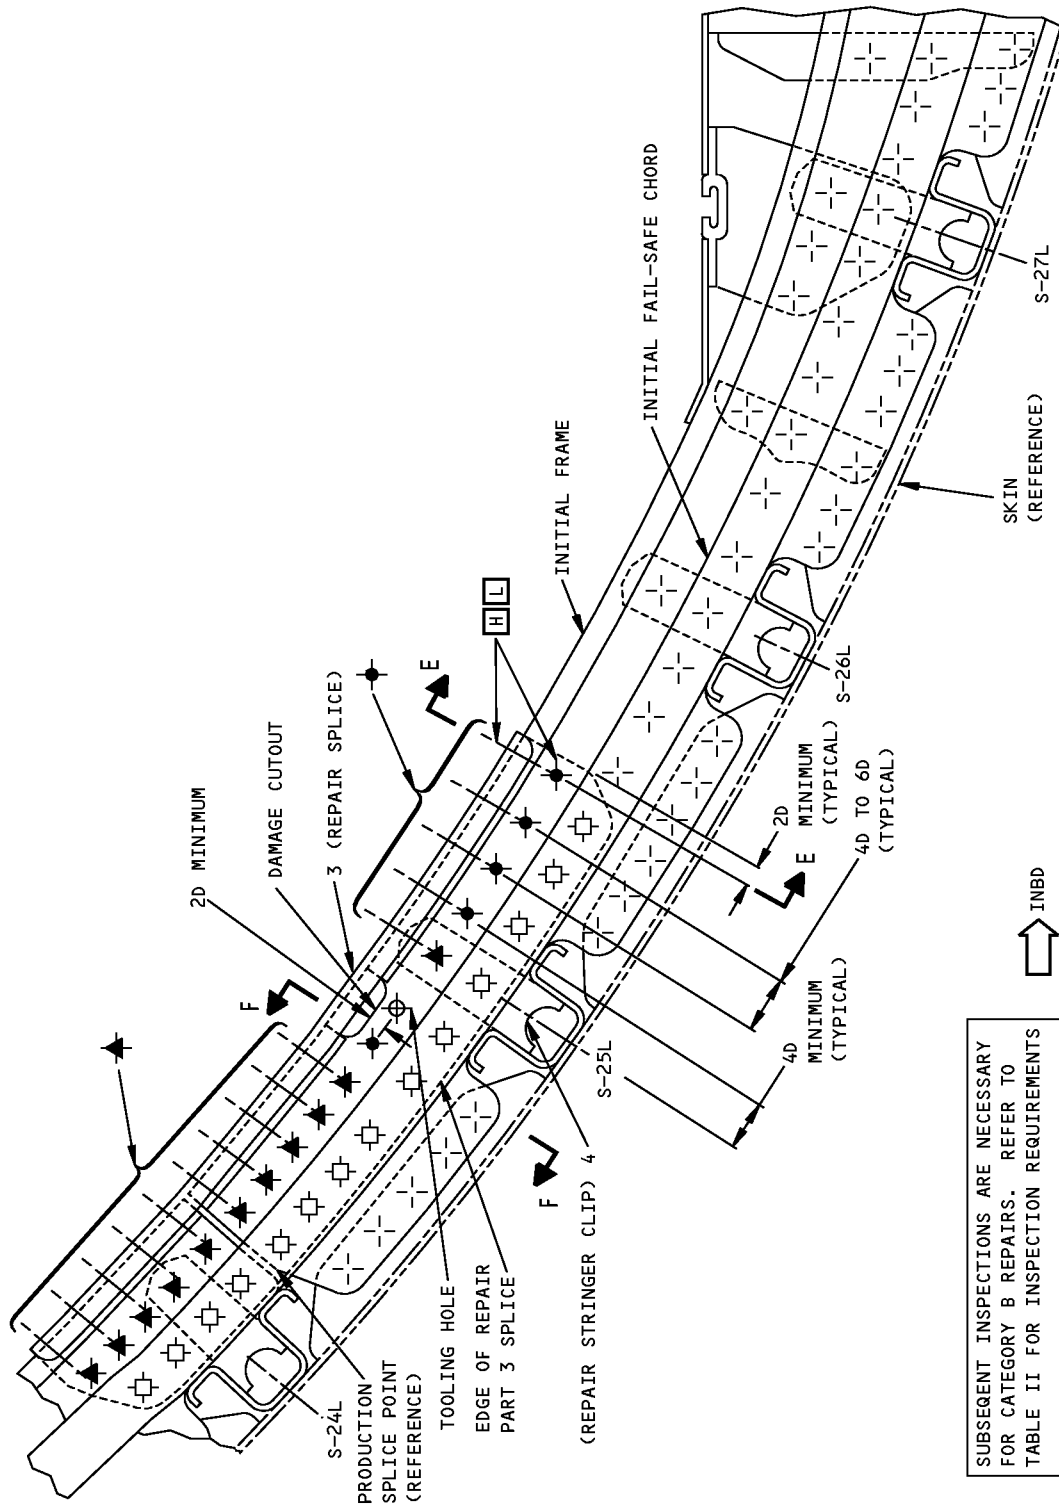 2D MINIMUM
DAMAGE CUTOUT
3 (REPAIR SPLICE)
E
H L
INITIAL FRAME
INITIAL FAIL-SAFE CHORD
F
S-24L
PRODUCTION
SPLICE POINT
(REFERENCE)
TOOLING HOLE
EDGE OF REPAIR
PART 3 SPLICE
(REPAIR STRINGER CLIP) 4
F
S-25L
4D
MINIMUM
(TYPICAL)
E
2D
MINIMUM
(TYPICAL)
4D TO 6D
(TYPICAL)
S-26L
SKIN
(REFERENCE)
S-27L
INBD
SUBSEQENT INSPECTIONS ARE NECESSARY
FOR CATEGORY B REPAIRS. REFER TO
TABLE II FOR INSPECTION REQUIREMENTS